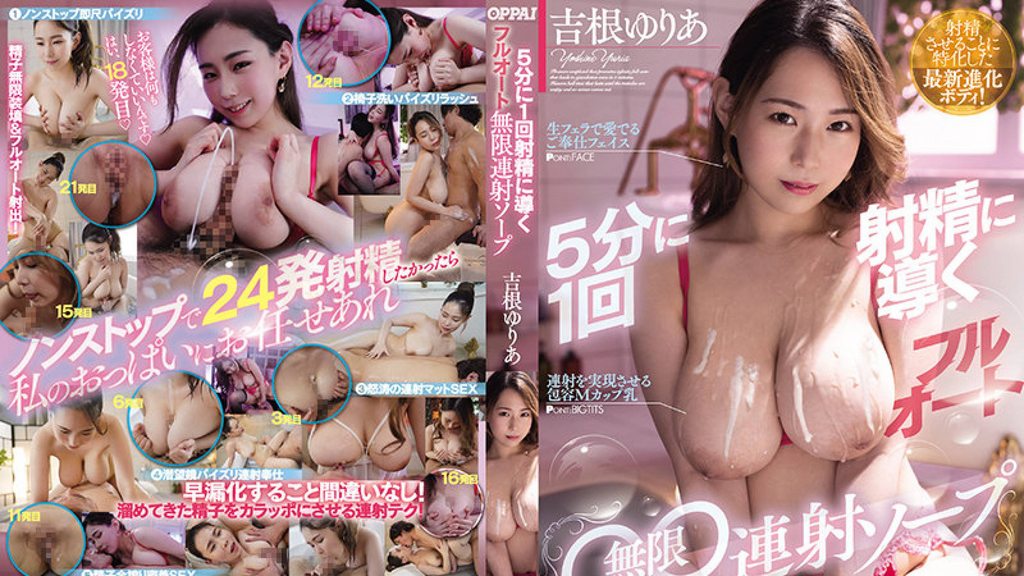 ①ノンストップ即尺パイズリ
お客様は何も
しなくていいんです♡
は、18発目♡
精子無限装填&フルオート射出!!
12発目
②椅子洗いパイズリラッシュ
21発目
15発目
ノンストップで24発射精したかったら
私のおっぱいにお任せあれ
③怒涛の連射マットSEX
6発目
3発目
④潜望鏡パイズリ連射奉仕
16発目
早漏化すること間違いなし!
溜めてきた精子をカラッポにさせる連射テク!
11発目
OPPAI
5分に1回射精に導く
フルオート無限連射ソープ
吉根ゆりあ
吉根ゆりあ
Yoshine Yuria
射精
させることに
特化した
最新進化
ボディ!
生フェラで愛でる
ご奉仕フェイス
POINT:FACE
5分に
1回
射精に
導く
フル
オート
連射を実現させる
包容Mカップ乳
POINT:BIGTITS
無限連射ソープ